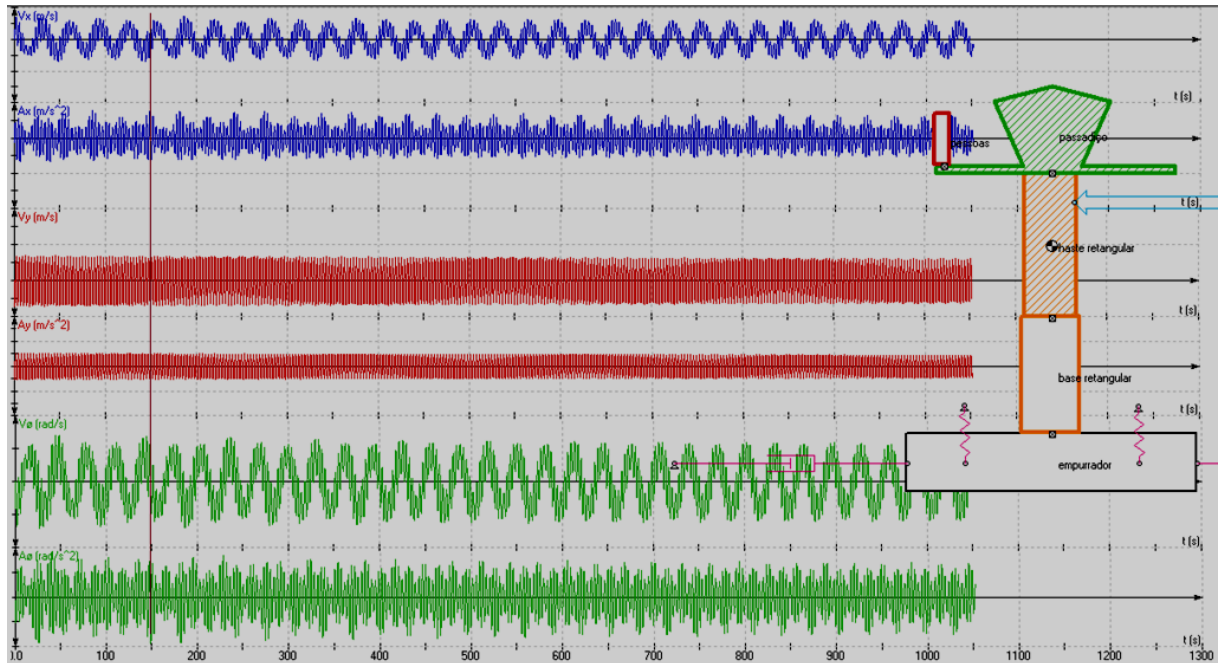 Vx (m/s)
t (s)
Ax (m/s^2)
passadiço
t (s)
Vy (m/s)
haste retangular
t (s)
Ay (m/s^2)
base retangular
t (s)
Vø (rad/s)
empurrador
t (s)
Aø (rad/s^2)
t (s)
0.0 100 200 300 400 500 600 700 800 900 1000 1100 1200 1300